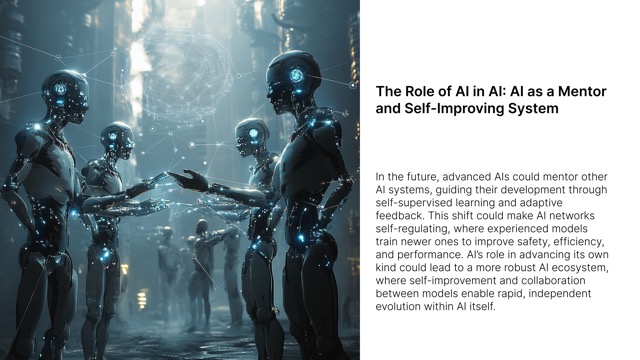 The Role of AI in AI: AI as a Mentor
and Self-Improving System
In the future, advanced AIs could mentor other
AI systems, guiding their development through
self-supervised learning and adaptive
feedback. This shift could make AI networks
self-regulating, where experienced models
train newer ones to improve safety, efficiency,
and performance. AI’s role in advancing its own
kind could lead to a more robust AI ecosystem,
where self-improvement and collaboration
between models enable rapid, independent
evolution within AI itself.